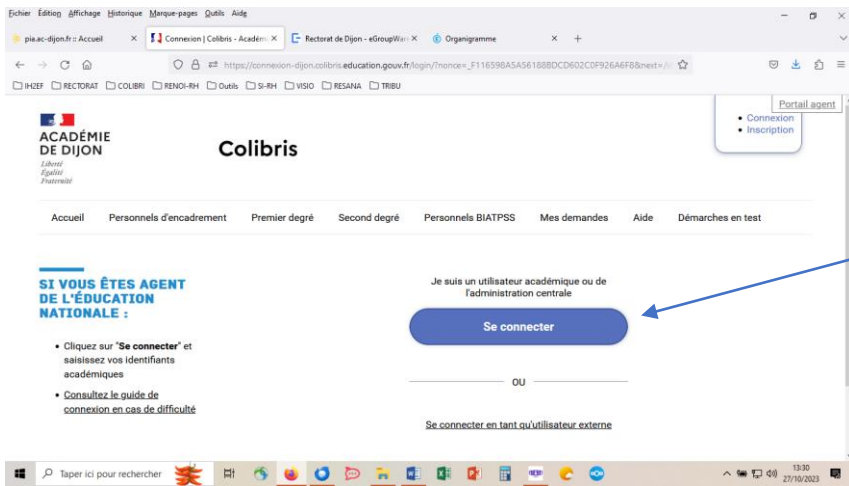 Fichier Édition Affichage Historique Marque-pages Outils Aide
pia.ac-dijon.fr :: Accueil
Connexion | Colibris - Académi
Rectorat de Dijon - eGroupWare
Organigramme
https://connexion-dijon.colibris.education.gouv.fr/login/?nonce=_F116598A5A56188BDCD602C0F926A6F8&next=/
IH2EF RECTORAT COLIBRI RENOI-RH Outils SI-RH VISIO RESANA TRIBU
Portail agent
Connexion
Inscription
ACADÉMIE
DE DIJON
Liberté
Égalité
Fraternité
Colibris
Accueil Personnels d'encadrement Premier degré Second degré Personnels BIATPSS Mes demandes Aide Démarches en test
SI VOUS ÊTES AGENT
DE L'ÉDUCATION
NATIONALE :
• Cliquez sur "Se connecter" et
saisissez vos identifiants
académiques
• Consultez le guide de
connexion en cas de difficulté
Je suis un utilisateur académique ou de
l'administration centrale
Se connecter
OU
Se connecter en tant qu'utilisateur externe
Taper ici pour rechercher
13:30
27/10/2023